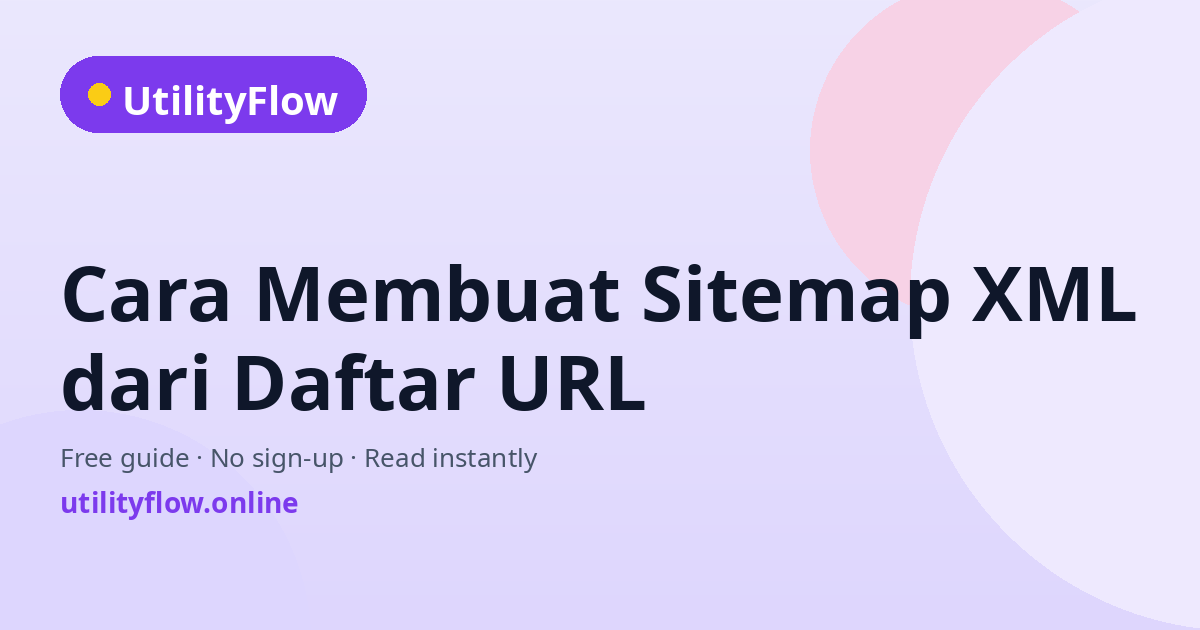 UtilityFlow
Cara Membuat Sitemap XML
dari Daftar URL
Free guide · No sign-up · Read instantly
utilityflow.online